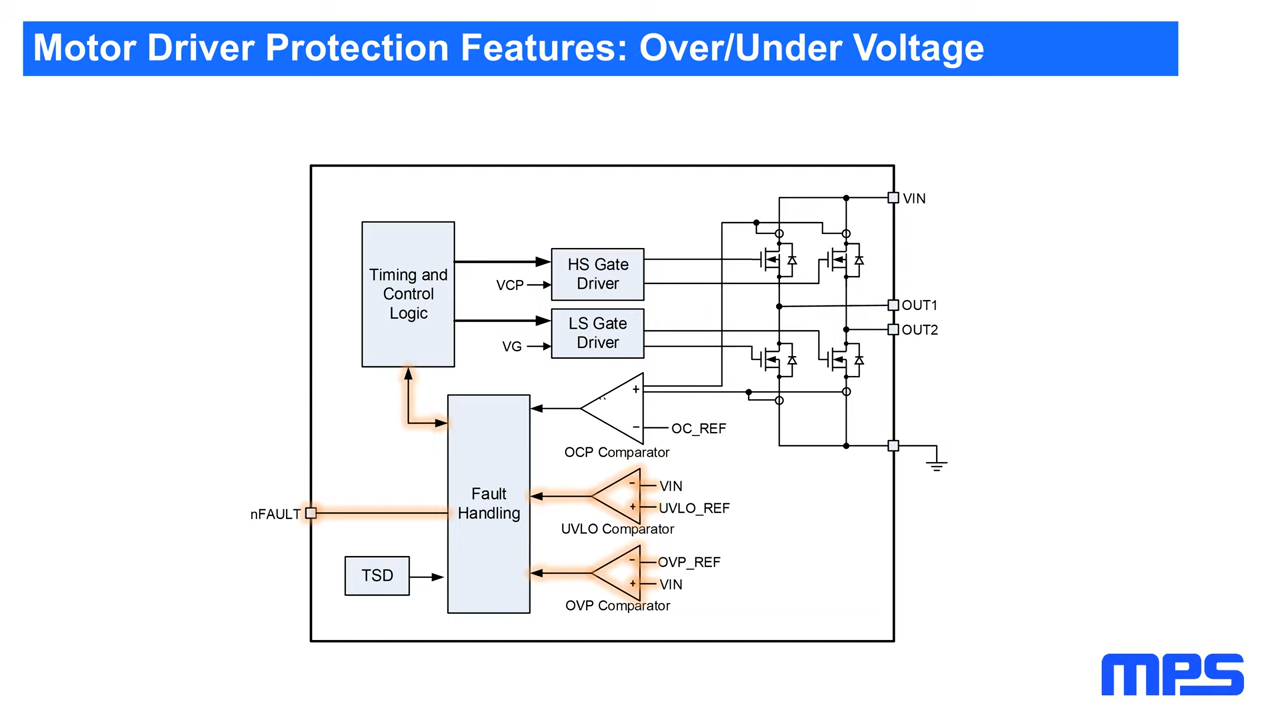 Motor Driver Protection Features: Over/Under Voltage
VIN
Timing and
Control
Logic
HS Gate
Driver
VCP
OUT1
LS Gate
Driver
OUT2
VG
+
−
OC_REF
OCP Comparator
Fault
Handling
−
VIN
+
UVLO_REF
UVLO Comparator
nFAULT
−
OVP_REF
+
VIN
OVP Comparator
TSD
mPS